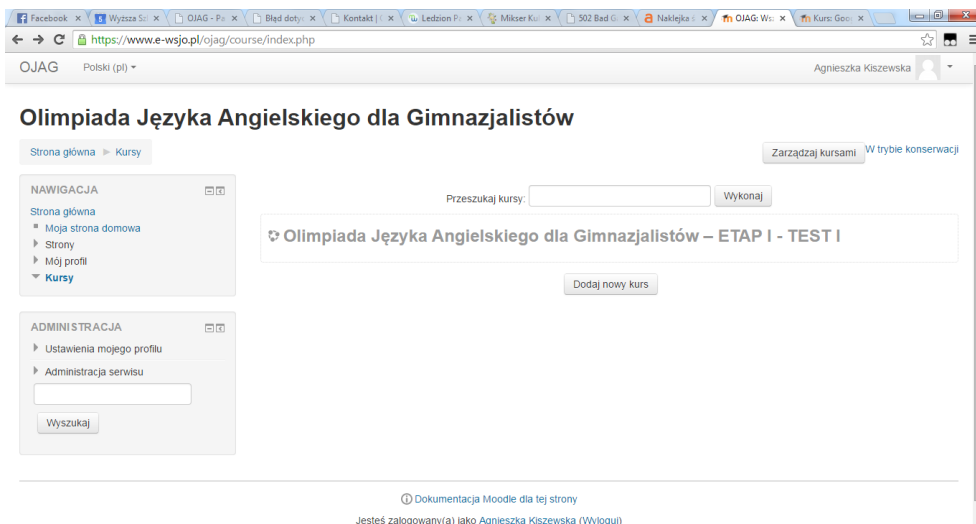 Facebook
Wyższa Sz
OJAG - Pa
Błąd dotyc
Kontakt | 
Ledzion P
Mikser Ku
502 Bad G
Naklejka
OJAG: Ws
Kurs: Goo
https://www.e-wsjo.pl/ojag/course/index.php
OJAG Polski (pl) Agnieszka Kiszewska
Olimpiada Języka Angielskiego dla Gimnazjalistów
Strona główna Kursy
Zarządzaj kursami W trybie konserwacji
NAWIGACJA
Strona główna
Moja strona domowa
Strony
Mój profil
Kursy
Przeszukaj kursy: Wykonaj
Olimpiada Języka Angielskiego dla Gimnazjalistów – ETAP I - TEST I
Dodaj nowy kurs
ADMINISTRACJA
Ustawienia mojego profilu
Administracja serwisu
Wyszukaj
Dokumentacja Moodle dla tej strony
Jesteś zalogowany(a) jako Agnieszka Kiszewska (Wyloguj)